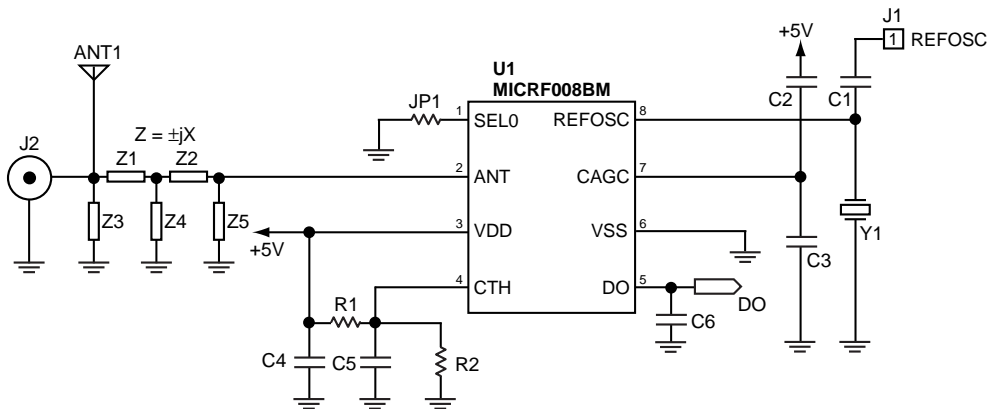 J1
+5V
1 REFOSC
ANT1
U1
MICRF008BM
C2
C1
JP1
1
SEL0
REFOSC
8
Z = ±jX
J2
Z1
Z2
2
ANT
CAGC
7
Z3
Z4
Z5
3
VDD
VSS
6
Y1
+5V
C3
4
CTH
DO
5
DO
R1
C6
C4
C5
R2